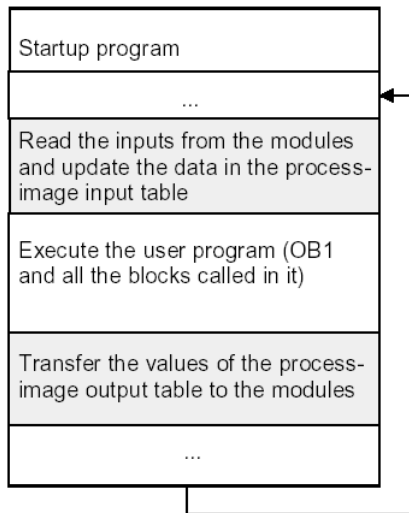 Startup program
...
Read the inputs from the modules
and update the data in the process-
image input table
Execute the user program (OB1
and all the blocks called in it)
Transfer the values of the process-
image output table to the modules
...